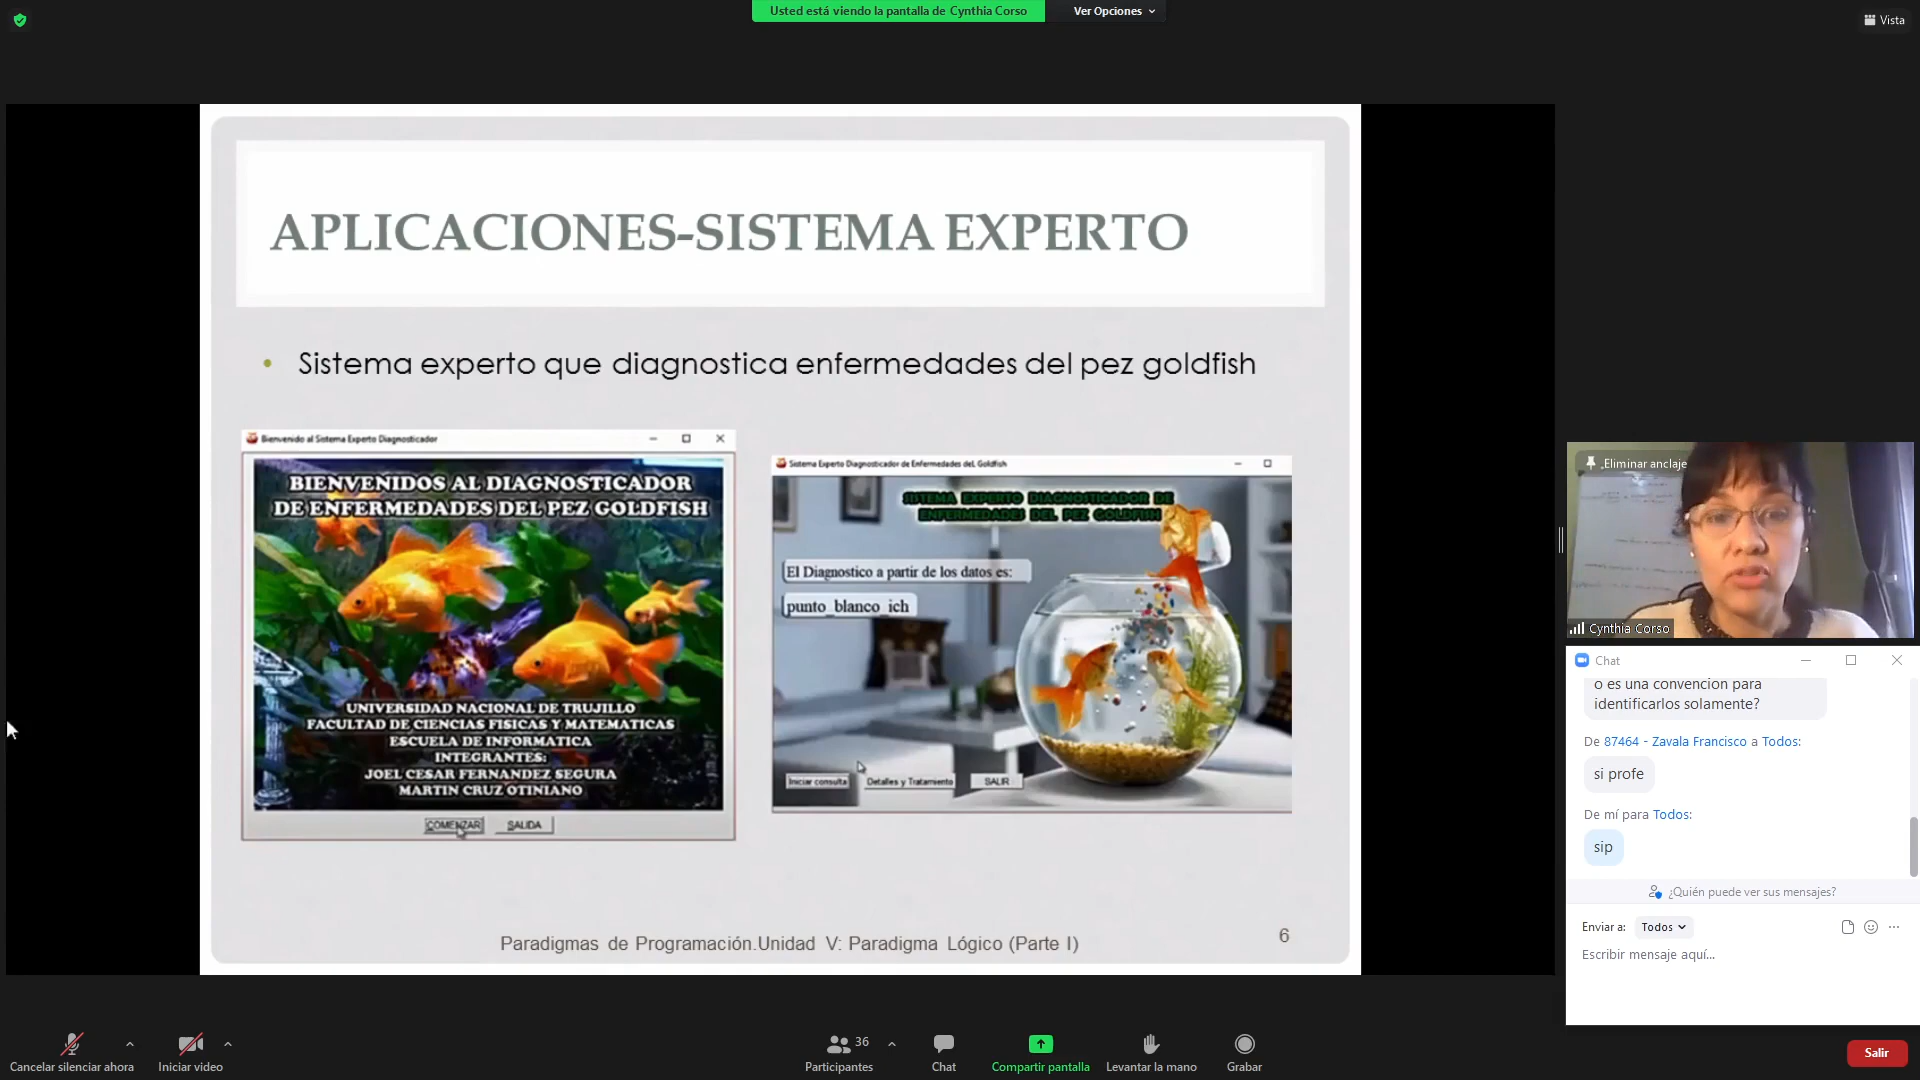 Usted está viendo la pantalla de Cynthia Corso
Ver Opciones
Vista
APLICACIONES-SISTEMA EXPERTO
• Sistema experto que diagnostica enfermedades del pez goldfish
Bienvenido al Sistema Experto Diagnosticador
BIENVENIDOS AL DIAGNOSTICADOR
DE ENFERMEDADES DEL PEZ GOLDFISH
UNIVERSIDAD NACIONAL DE TRUJILLO
FACULTAD DE CIENCIAS FISICAS Y MATEMATICAS
ESCUELA DE INFORMATICA
INTEGRANTES:
JOEL CESAR FERNANDEZ SEGURA
MARTIN CRUZ OTINIANO
COMENZAR
SALIDA
Sistema Experto Diagnosticador de Enfermedades deL Goldfish
SISTEMA EXPERTO DIAGNOSTICADOR DE
ENFERMEDADES DEL PEZ GOLDFISH
El Diagnostico a partir de los datos es:
punto_blanco_ich
Iniciar consulta
Detalles y Tratamiento
SALIR
Paradigmas de Programación.Unidad V: Paradigma Lógico (Parte I)
6
Eliminar anclaje
Cynthia Corso
Chat
o es una convencion para
identificarlos solamente?
De 87464 - Zavala Francisco a Todos:
si profe
De mí para Todos:
sip
¿Quién puede ver sus mensajes?
Enviar a: Todos
Escribir mensaje aquí...
Cancelar silenciar ahora
Iniciar video
36
Participantes
Chat
Compartir pantalla
Levantar la mano
Grabar
Salir